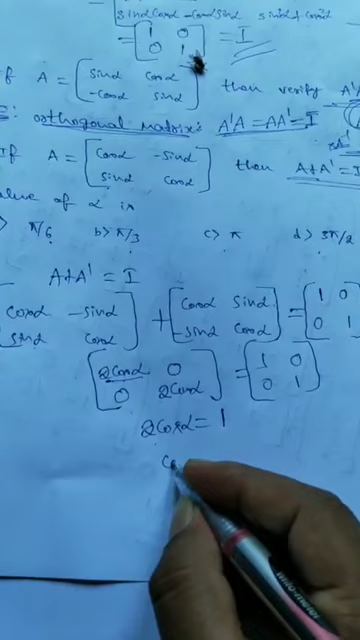 sinα cosα -cosα sinα sin²α + cos²α
= [1 0 0 1] = I
If A = [sinα cosα -cosα sinα] then verify A'A
orthogonal matrix: A'A = AA' = I
If A = [cosα -sinα sinα cosα] then A+A' = I
value of α is
π/6 b> π/3 c> π d> 3π/2
A+A' = I
[cosα -sinα sinα cosα] + [cosα sinα -sinα cosα] = [1 0 0 1]
[2cosα 0 0 2cosα] = [1 0 0 1]
2cosα = 1